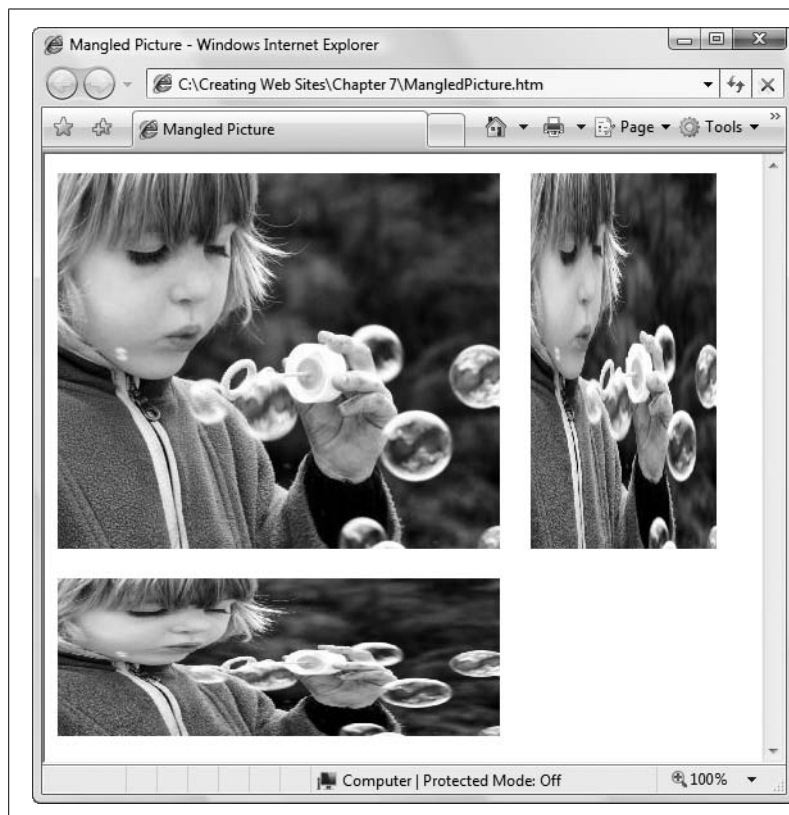 Mangled Picture - Windows Internet Explorer
C:\Creating Web Sites\Chapter 7\MangledPicture.htm
Mangled Picture
Page
Tools
Computer | Protected Mode: Off
100%